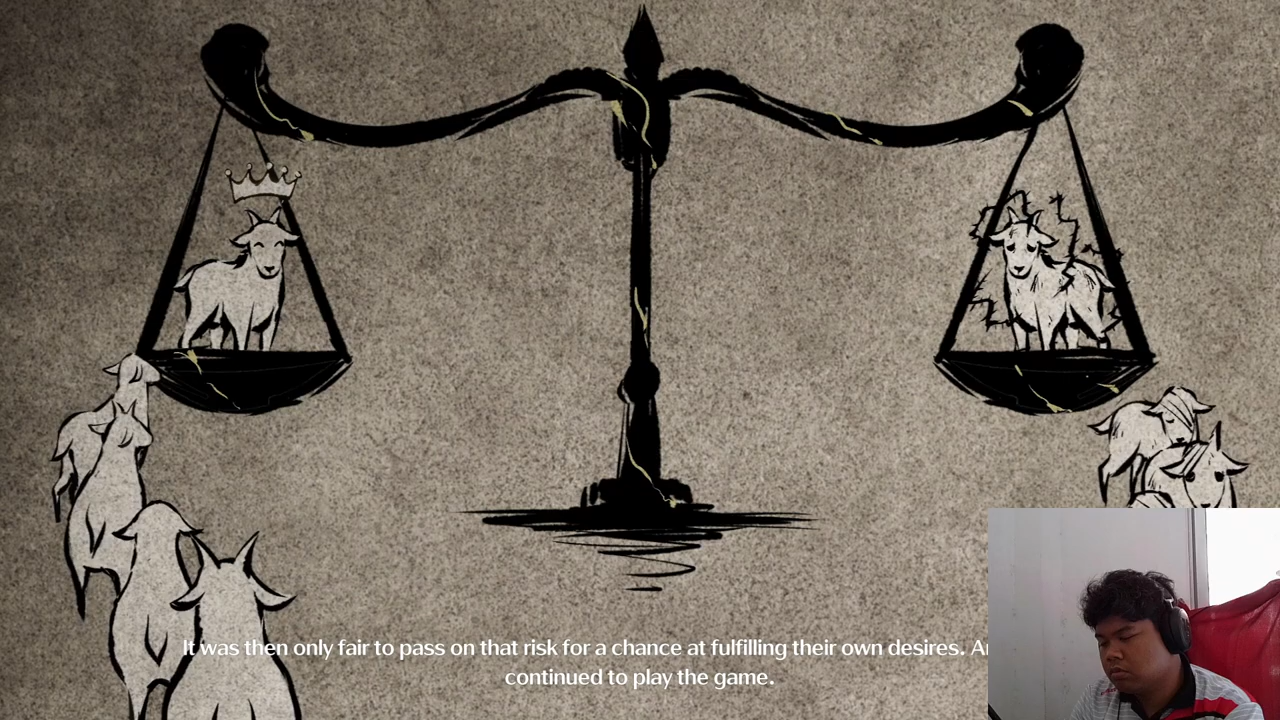 It was then only fair to pass on that risk for a chance at fulfilling their own desires.
continued to play the game.